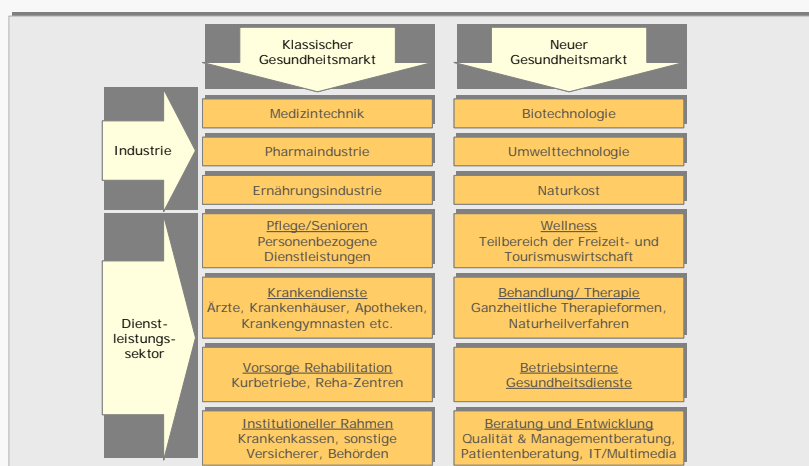 Klassischer
Gesundheitsmarkt
Neuer
Gesundheitsmarkt
Industrie
Medizintechnik
Biotechnologie
Pharmaindustrie
Umwelttechnologie
Ernährungsindustrie
Naturkost
Dienst-
leistungs-
sektor
Pflege/Senioren
Personenbezogene
Dienstleistungen
Wellness
Teilbereich der Freizeit- und
Tourismuswirtschaft
Krankendienste
Ärzte, Krankenhäuser, Apotheken,
Krankengymnasten etc.
Behandlung/ Therapie
Ganzheitliche Therapieformen,
Naturheilverfahren
Vorsorge Rehabilitation
Kurbetriebe, Reha-Zentren
Betriebsinterne
Gesundheitsdienste
Institutioneller Rahmen
Krankenkassen, sonstige
Versicherer, Behörden
Beratung und Entwicklung
Qualität & Managementberatung,
Patientenberatung, IT/Multimedia